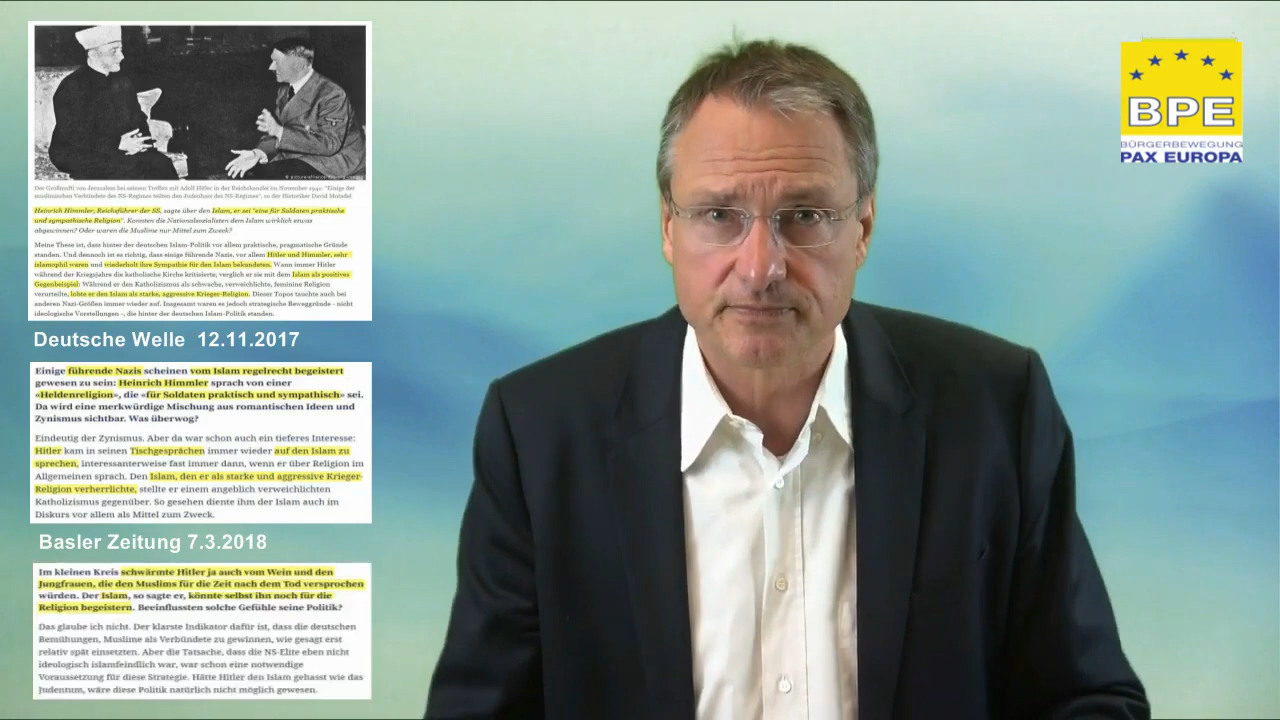 Der Großmufti von Jerusalem bei seinem Treffen mit Adolf Hitler in der Reichskanzlei im November 1941: "Einige der
muslimischen Verbündete des NS-Regimes teilten den Judenhass des NS-Regimes", so der Historiker David Motadel
Heinrich Himmler, Reichsführer der SS, sagte über den Islam, er sei "eine für Soldaten praktische
und sympathische Religion". Konnten die Nationalsozialisten dem Islam wirklich etwas
abgewinnen? Oder waren die Muslime nur Mittel zum Zweck?
Meine These ist, dass hinter der deutschen Islam-Politik vor allem praktische, pragmatische Gründe
standen. Und dennoch ist es richtig, dass einige führende Nazis, vor allem Hitler und Himmler, sehr
islamophil waren und wiederholt ihre Sympathie für den Islam bekundeten. Wann immer Hitler
während der Kriegsjahre die katholische Kirche kritisierte, verglich er sie mit dem Islam als positives
Gegenbeispiel: Während er den Katholizismus als schwache, verweichlichte, feminine Religion
verurteilte, lobte er den Islam als starke, aggressive Krieger-Religion. Dieser Topos tauchte auch bei
anderen Nazi-Größen immer wieder auf. Insgesamt waren es jedoch strategische Beweggründe - nicht
ideologische Vorstellungen -, die hinter der deutschen Islam-Politik standen.
Deutsche Welle 12.11.2017
Einige führende Nazis scheinen vom Islam regelrecht begeistert
gewesen zu sein: Heinrich Himmler sprach von einer
«Heldenreligion», die «für Soldaten praktisch und sympathisch» sei.
Da wird eine merkwürdige Mischung aus romantischen Ideen und
Zynismus sichtbar. Was überwog?
Eindeutig der Zynismus. Aber da war schon auch ein tieferes Interesse:
Hitler kam in seinen Tischgesprächen immer wieder auf den Islam zu
sprechen, interessanterweise fast immer dann, wenn er über Religion im
Allgemeinen sprach. Den Islam, den er als starke und aggressive Krieger-
Religion verherrlichte, stellte er einem angeblich verweichlichten
Katholizismus gegenüber. So gesehen diente ihm der Islam auch im
Diskurs vor allem als Mittel zum Zweck.
Basler Zeitung 7.3.2018
Im kleinen Kreis schwärmte Hitler ja auch vom Wein und den
Jungfrauen, die den Muslims für die Zeit nach dem Tod versprochen
würden. Der Islam, so sagte er, könnte selbst ihn noch für die
Religion begeistern. Beeinflussten solche Gefühle seine Politik?
Das glaube ich nicht. Der klarste Indikator dafür ist, dass die deutschen
Bemühungen, Muslime als Verbündete zu gewinnen, wie gesagt erst
relativ spät einsetzten. Aber die Tatsache, dass die NS-Elite eben nicht
ideologisch islamfeindlich war, war schon eine notwendige
Voraussetzung für diese Strategie. Hätte Hitler den Islam gehasst wie das
Judentum, wäre diese Politik natürlich nicht möglich gewesen.
BPE
BÜRGERBEWEGUNG
PAX EUROPA